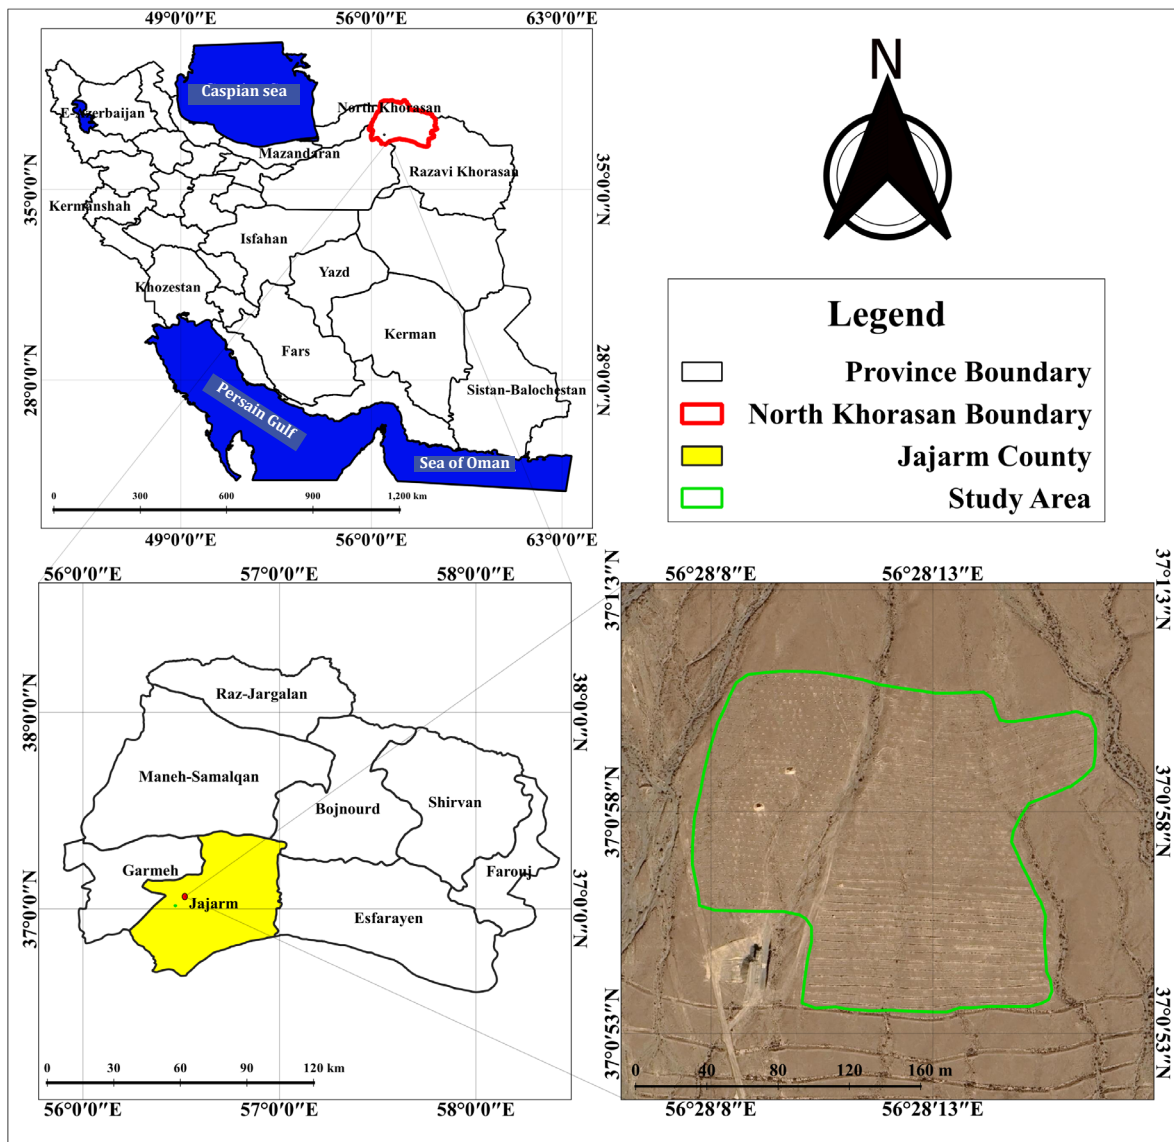 49°0'0"E 56°0'0"E 63°0'0"E
Caspian sea
E-Azerbaijan
North Khorasan
Mazandaran
Razavi Khorasan
Kermanshah
Isfahan
Yazd
Khozestan
Kerman
Fars
Sistan-Balochestan
Persain Gulf
Sea of Oman
0 300 600 900 1,200 km
35°0'0"N
28°0'0"N
35°0'0"N
28°0'0"N
49°0'0"E 56°0'0"E 63°0'0"E
N
Legend
Province Boundary
North Khorasan Boundary
Jajarm County
Study Area
56°0'0"E 57°0'0"E 58°0'0"E
Raz-Jargalan
Maneh-Samalqan
Bojnourd
Shirvan
Garmeh
Farouj
Jajarm
Esfarayen
38°0'0"N
37°0'0"N
38°0'0"N
37°0'0"N
0 30 60 90 120 km
56°0'0"E 57°0'0"E 58°0'0"E
56°28'8"E 56°28'13"E
37°1'3"N
37°0'58"N
37°0'53"N
37°1'3"N
37°0'58"N
37°0'53"N
0 40 80 120 160 m
56°28'8"E 56°28'13"E